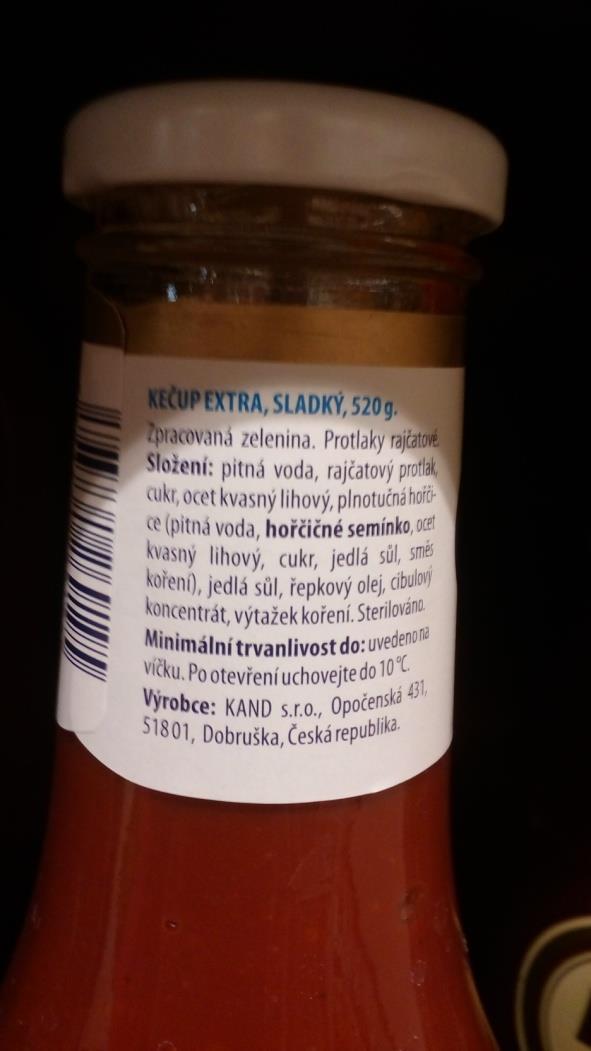 KEČUP EXTRA, SLADKÝ, 520 g.
Zpracovaná zelenina. Protlaky rajčatové.
Složení: pitná voda, rajčatový protlak,
cukr, ocet kvasný lihový, plnotučná hořči-
ce (pitná voda, hořčičné semínko, ocet
kvasný lihový, cukr, jedlá sůl, směs
koření), jedlá sůl, řepkový olej, cibulový
koncentrát, výtažek koření. Sterilováno.
Minimální trvanlivost do: uvedeno na
víčku. Po otevření uchovejte do 10 °C.
Výrobce: KAND s.r.o., Opočenská 431,
51801, Dobruška, Česká republika.